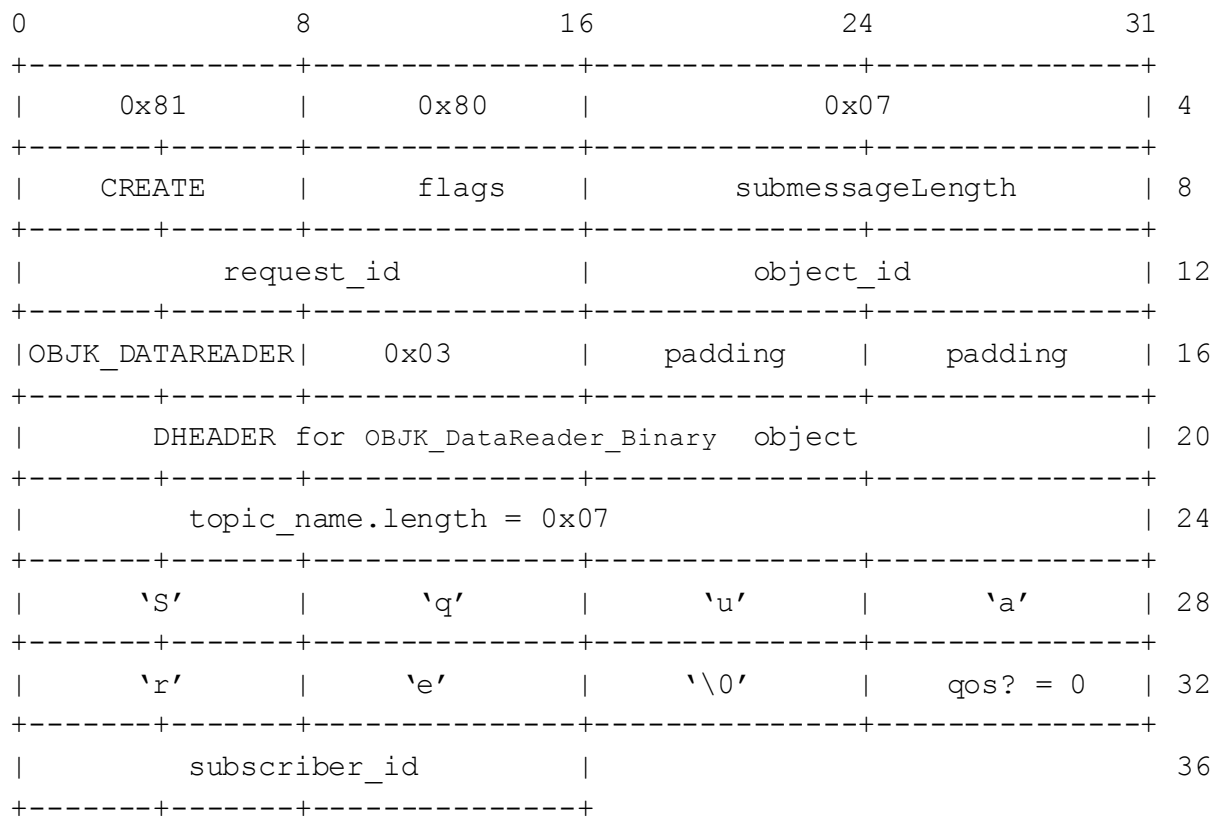 0 8 16 24 31
+---------------+--------------+--------------+--------------+
| 0x81 | 0x80 | 0x07 | 4
+-------+-------+--------------+--------------+--------------+
| CREATE | flags | submessageLength | 8
+-------+-------+--------------+--------------+--------------+
| request_id | object_id | 12
+-------+-------+--------------+--------------+--------------+
|OBJK_DATAREADER| 0x03 | padding | padding | 16
+-------+-------+--------------+--------------+--------------+
| DHEADER for OBJK_DataReader_Binary object | 20
+-------+-------+--------------+--------------+--------------+
| topic_name.length = 0x07 | 24
+-------+-------+--------------+--------------+--------------+
| ‘S’ | ‘q’ | ‘u’ | ‘a’ | 28
+-------+-------+--------------+--------------+--------------+
| ‘r’ | ‘e’ | ‘\0’ | qos? = 0 | 32
+-------+-------+--------------+--------------+--------------+
| subscriber_id | 36
+-------+-------+--------------+